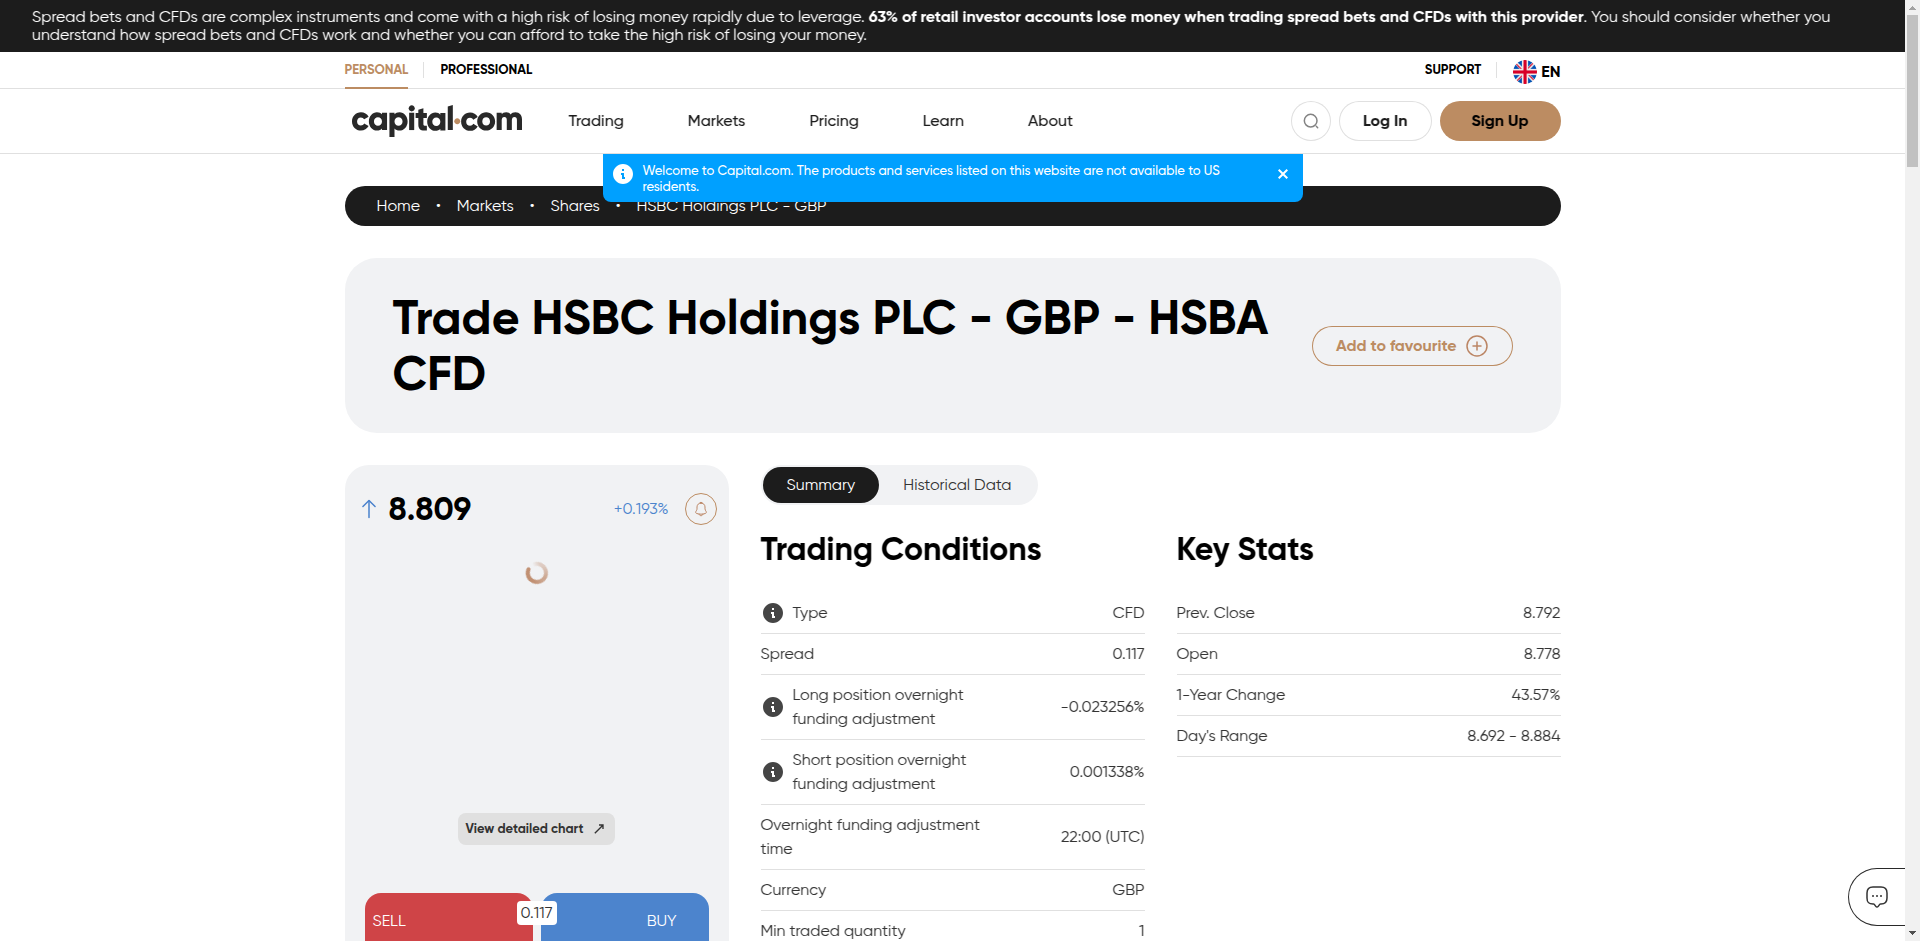 Spread bets and CFDs are complex instruments and come with a high risk of losing money rapidly due to leverage. 63% of retail investor accounts lose money when trading spread bets and CFDs with this provider. You should consider whether you
understand how spread bets and CFDs work and whether you can afford to take the high risk of losing your money.
PERSONAL
PROFESSIONAL
SUPPORT
EN
capital.com
Trading
Markets
Pricing
Learn
About
Log In
Sign Up
Welcome to Capital.com. The products and services listed on this website are not available to US
residents.
Home • Markets • Shares • HSBC Holdings PLC - GBP
Trade HSBC Holdings PLC - GBP - HSBA
CFD
Add to favourite
8.809
+0.193%
View detailed chart
SELL
0.117
BUY
Summary
Historical Data
Trading Conditions
Type CFD
Spread 0.117
Long position overnight
funding adjustment
-0.023256%
Short position overnight
funding adjustment
0.001338%
Overnight funding adjustment
time
22:00 (UTC)
Currency GBP
Min traded quantity 1
Key Stats
Prev. Close 8.792
Open 8.778
1-Year Change 43.57%
Day's Range 8.692 - 8.884